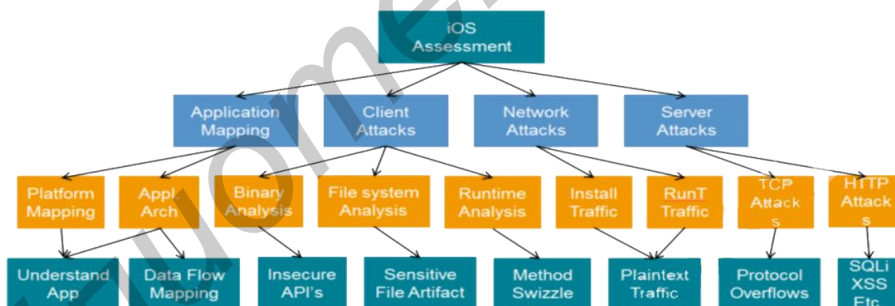 iOS
Assessment
Application
Mapping
Client
Attacks
Network
Attacks
Server
Attacks
Platform
Mapping
Appl
Arch
Binary
Analysis
File system
Analysis
Runtime
Analysis
Install
Traffic
RunT
Traffic
TCP
Attack
s
HTTP
Attack
s
Understand
App
Data Flow
Mapping
Insecure
API's
Sensitive
File Artifact
Method
Swizzle
Plaintext
Traffic
Protocol
Overflows
SQLi
XSS
Etc